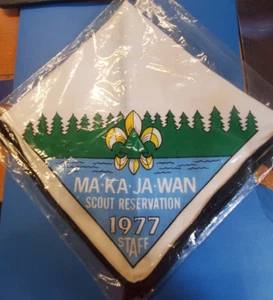 MA-KA-JA-WAN
SCOUT RESERVATION
1977
STAFF